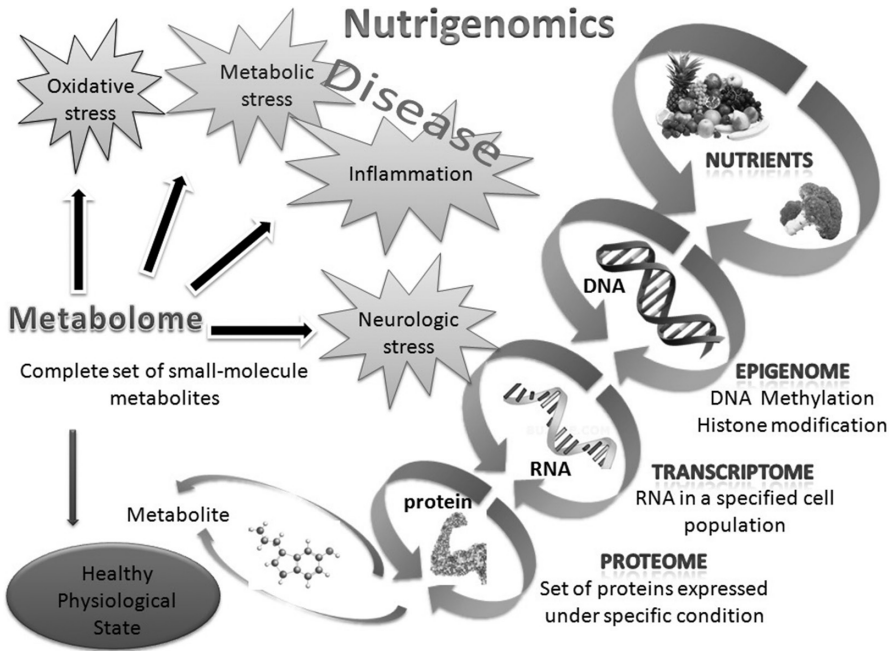 Nutrigenomics
Oxidative
stress
Metabolic
stress
Disease
Inflammation
NUTRIENTS
DNA
Metabolome
Neurologic
stress
Complete set of small-molecule
metabolites
EPIGENOME
DNA Methylation
Histone modification
RNA
TRANSCRIPTOME
RNA in a specified cell
population
protein
Metabolite
PROTEOME
Set of proteins expressed
under specific condition
Healthy
Physiological
State